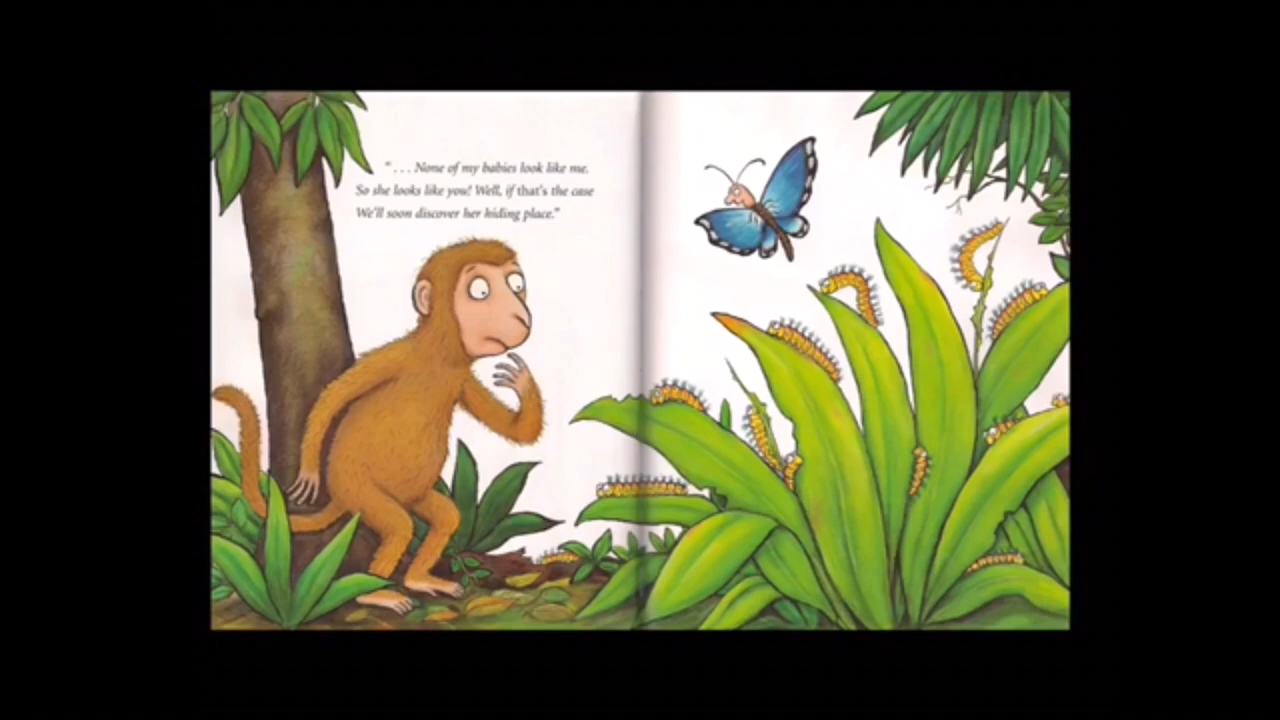 “ . . . None of my babies look like me.
So she looks like you! Well, if that's the case
We'll soon discover her hiding place.”